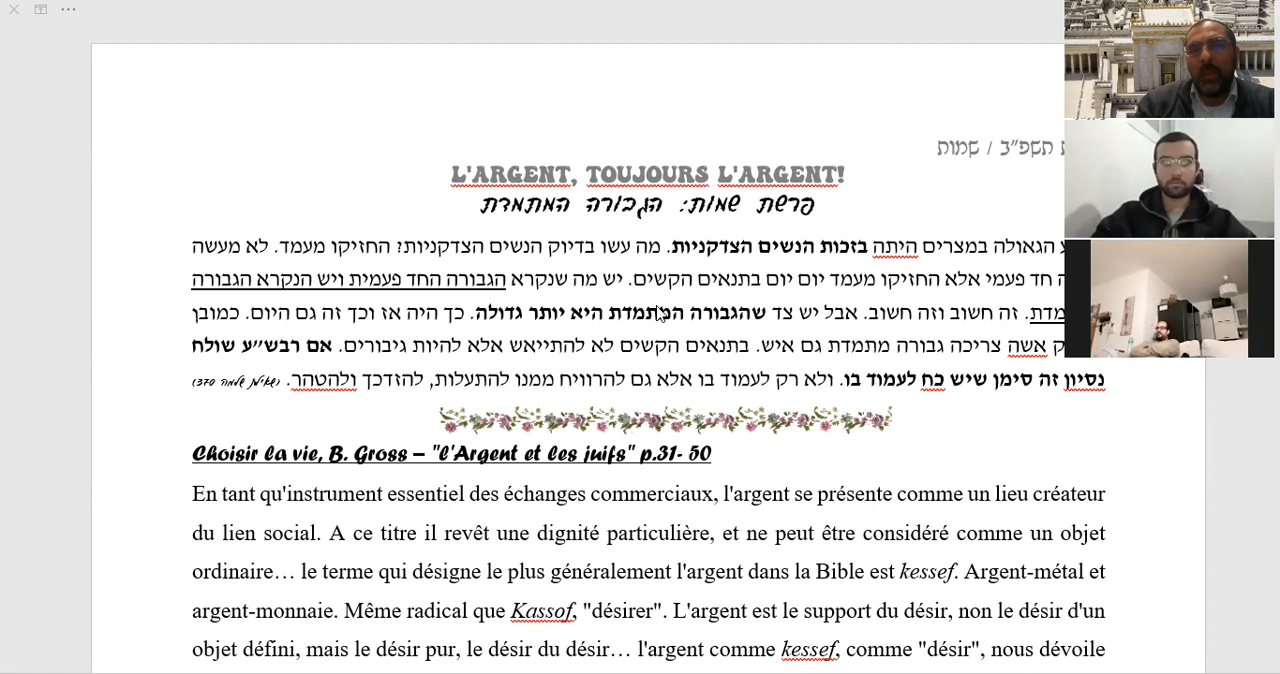 תשפ"ב / שמות
L'ARGENT, TOUJOURS L'ARGENT!
פרשת שמות: הגבורה המתמדת
הגאולה במצרים היתה בזכות הנשים הצדקניות. מה עשו בדיוק הנשים הצדקניות? החזיקו מעמד. לא מעשה
חד פעמי אלא החזיקו מעמד יום יום בתנאים הקשים. יש מה שנקרא הגבורה החד פעמית ויש הנקרא הגבורה
זה חשוב וזה חשוב. אבל יש צד שהגבורה המתמדת היא יותר גדולה. כך היה אז וכך זה גם היום. כמובן
אשה צריכה גבורה מתמדת גם איש. בתנאים הקשים לא להתייאש אלא להיות גיבורים. אם רבש"ע שולח
נסיון זה סימן שיש כח לעמוד בו. ולא רק לעמוד בו אלא גם להרוויח ממנו להתעלות, להזדכך ולהטהר. (שאילת שלמה 370)
Choisir la vie, B. Gross – "l'Argent et les juifs" p.31- 50
En tant qu'instrument essentiel des échanges commerciaux, l'argent se présente comme un lieu créateur
du lien social. A ce titre il revêt une dignité particulière, et ne peut être considéré comme un objet
ordinaire… le terme qui désigne le plus généralement l'argent dans la Bible est kessef. Argent-métal et
argent-monnaie. Même radical que Kassof, "désirer". L'argent est le support du désir, non le désir d'un
objet défini, mais le désir pur, le désir du désir… l'argent comme kessef, comme "désir", nous dévoile